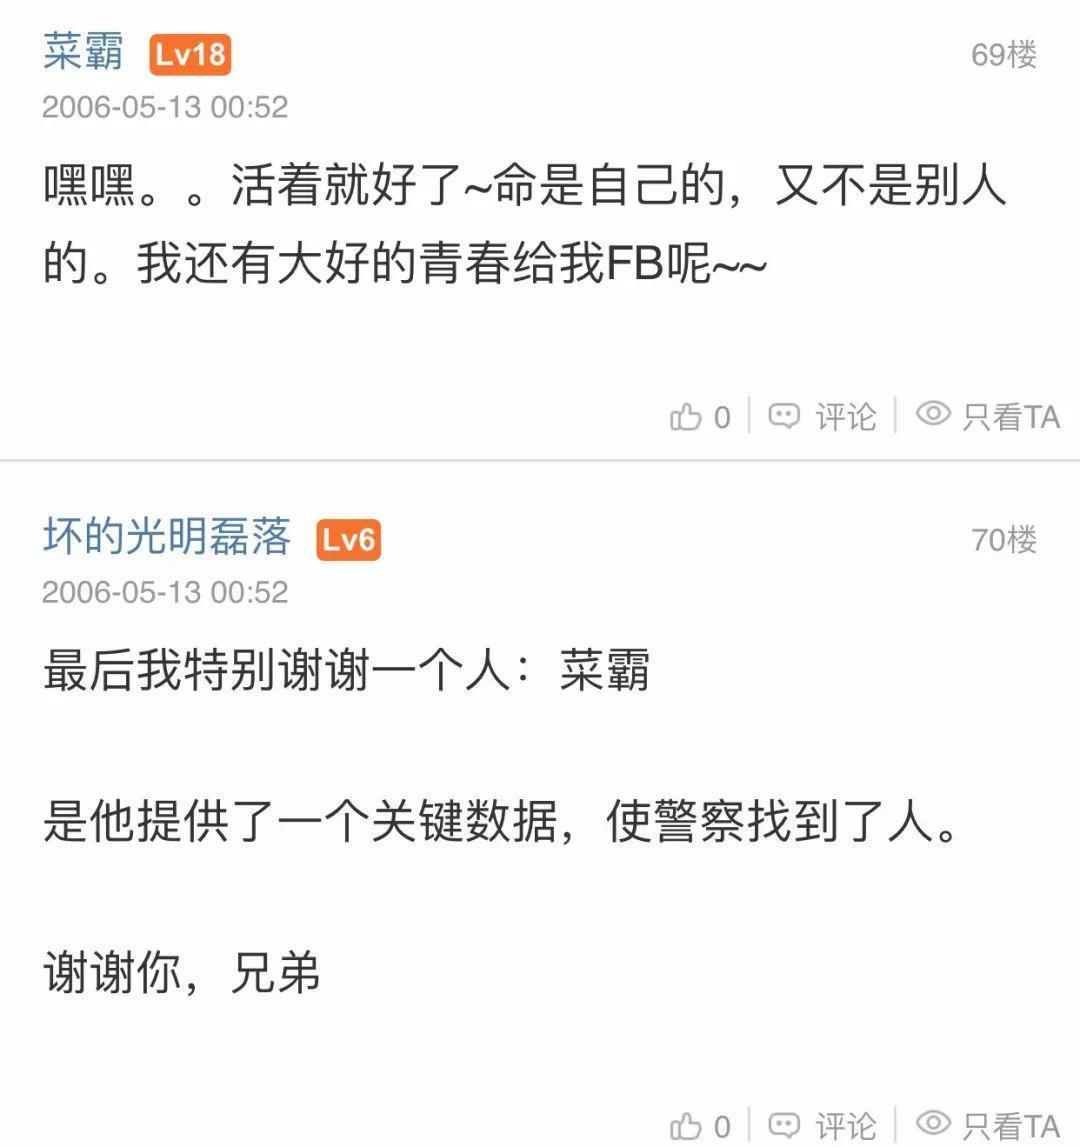 菜霸 Lv18 69楼
2006-05-13 00:52
嘿嘿。。活着就好了~命是自己的，又不是别人
的。我还有大好的青春给我FB呢~~
0 评论 只看TA
坏的光明磊落 Lv6 70楼
2006-05-13 00:52
最后我特别谢谢一个人：菜霸
是他提供了一个关键数据，使警察找到了人。
谢谢你，兄弟
0 评论 只看TA